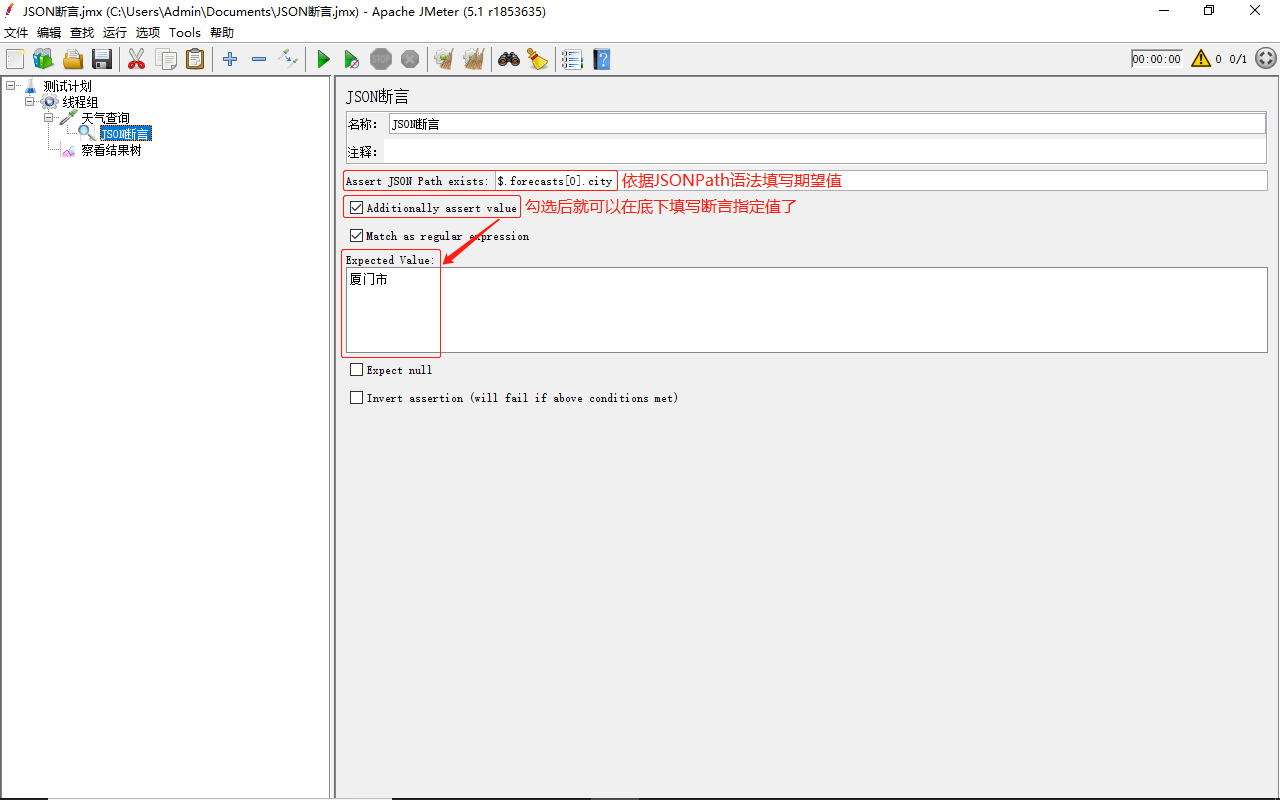 JSON断言.jmx (C:\Users\Admin\Documents\JSON断言.jmx) - Apache JMeter (5.1 r1853635)
文件 编辑 查找 运行 选项 Tools 帮助
STOP
00:00:00 0 0/1
测试计划
线程组
天气查询
JSON断言
察看结果树
JSON断言
名称： JSON断言
注释：
Assert JSON Path exists: $.forecasts[0].city 依据JSONPath语法填写期望值
Additionally assert value 勾选后就可以在底下填写断言指定值了
Match as regular expression
Expected Value:
厦门市
Expect null
Invert assertion (will fail if above conditions met)